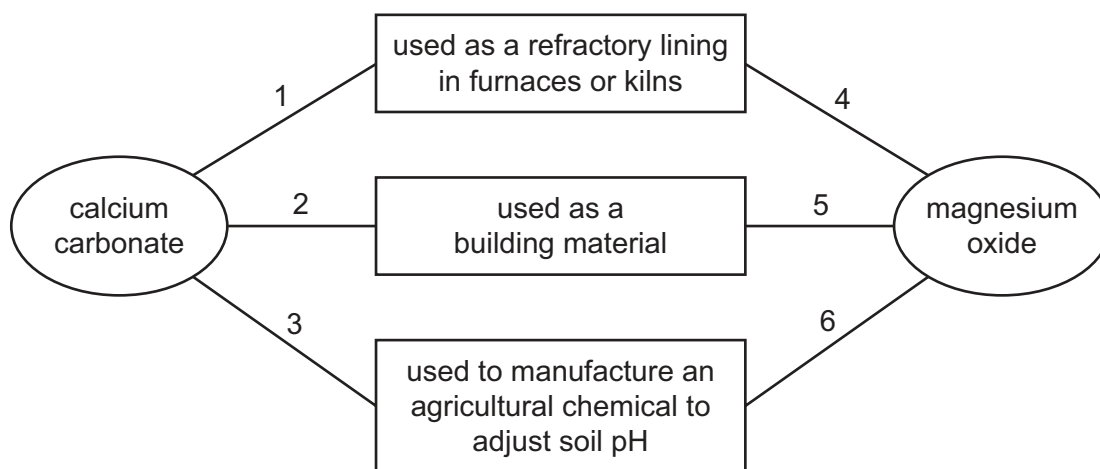 used as a refractory lining
in furnaces or kilns
1
4
calcium
carbonate
2
used as a
building material
5
magnesium
oxide
3
6
used to manufacture an
agricultural chemical to
adjust soil pH